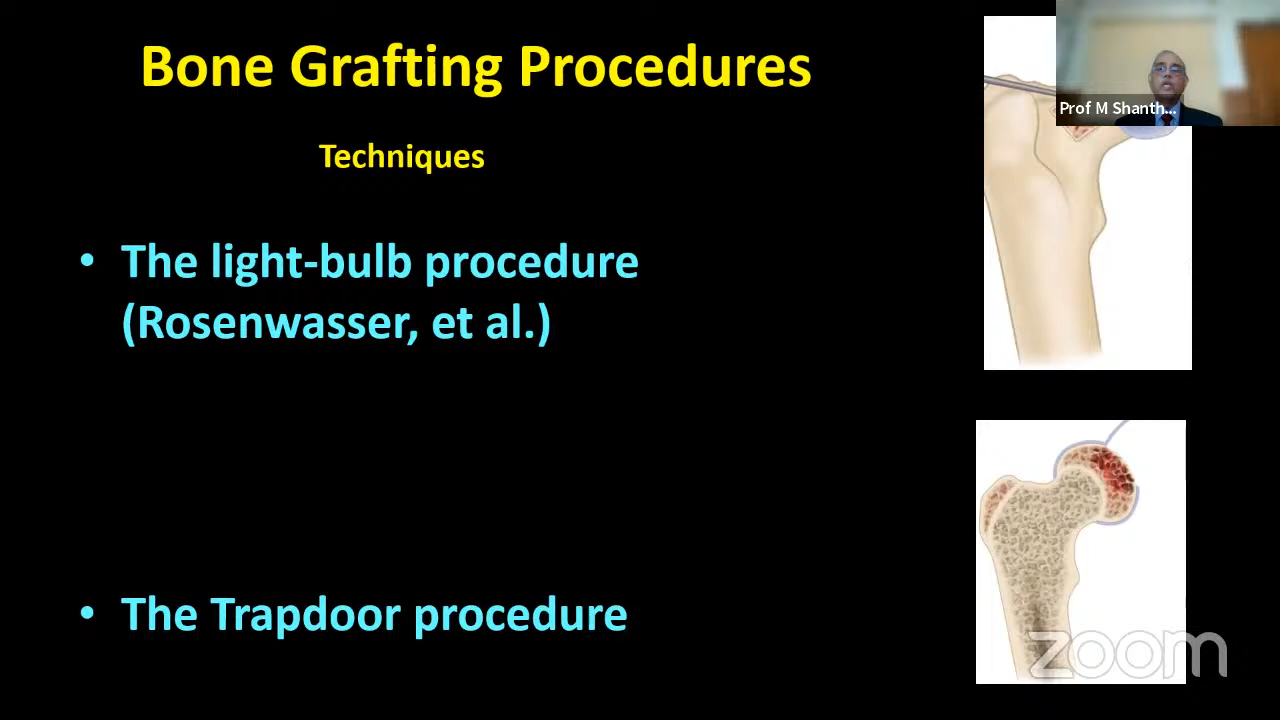 Bone Grafting Procedures
Prof M Shanth...
Techniques
• The light-bulb procedure
(Rosenwasser, et al.)
• The Trapdoor procedure
zoom